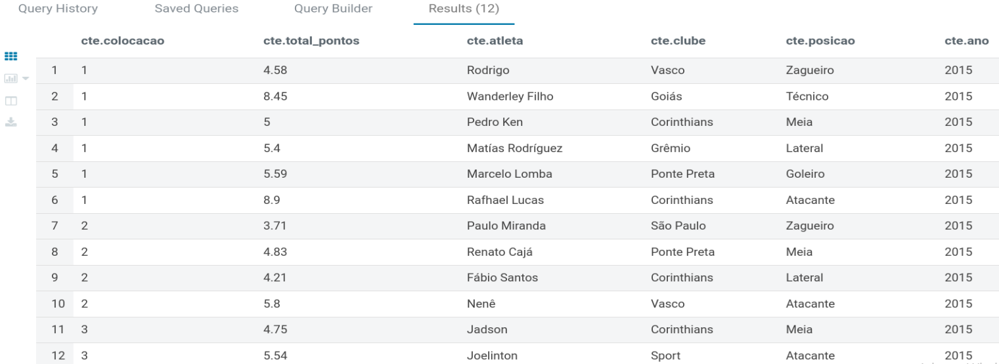 Query History Saved Queries Query Builder Results (12)
cte.colocacao cte.total_pontos cte.atleta cte.clube cte.posicao cte.ano
1 1 4.58 Rodrigo Vasco Zagueiro 2015
2 1 8.45 Wanderley Filho Goiás Técnico 2015
3 1 5 Pedro Ken Corinthians Meia 2015
4 1 5.4 Matías Rodríguez Grêmio Lateral 2015
5 1 5.59 Marcelo Lomba Ponte Preta Goleiro 2015
6 1 8.9 Rafhael Lucas Corinthians Atacante 2015
7 2 3.71 Paulo Miranda São Paulo Zagueiro 2015
8 2 4.83 Renato Cajá Ponte Preta Meia 2015
9 2 4.21 Fábio Santos Corinthians Lateral 2015
10 2 5.8 Nenê Vasco Atacante 2015
11 3 4.75 Jadson Corinthians Meia 2015
12 3 5.54 Joelinton Sport Atacante 2015